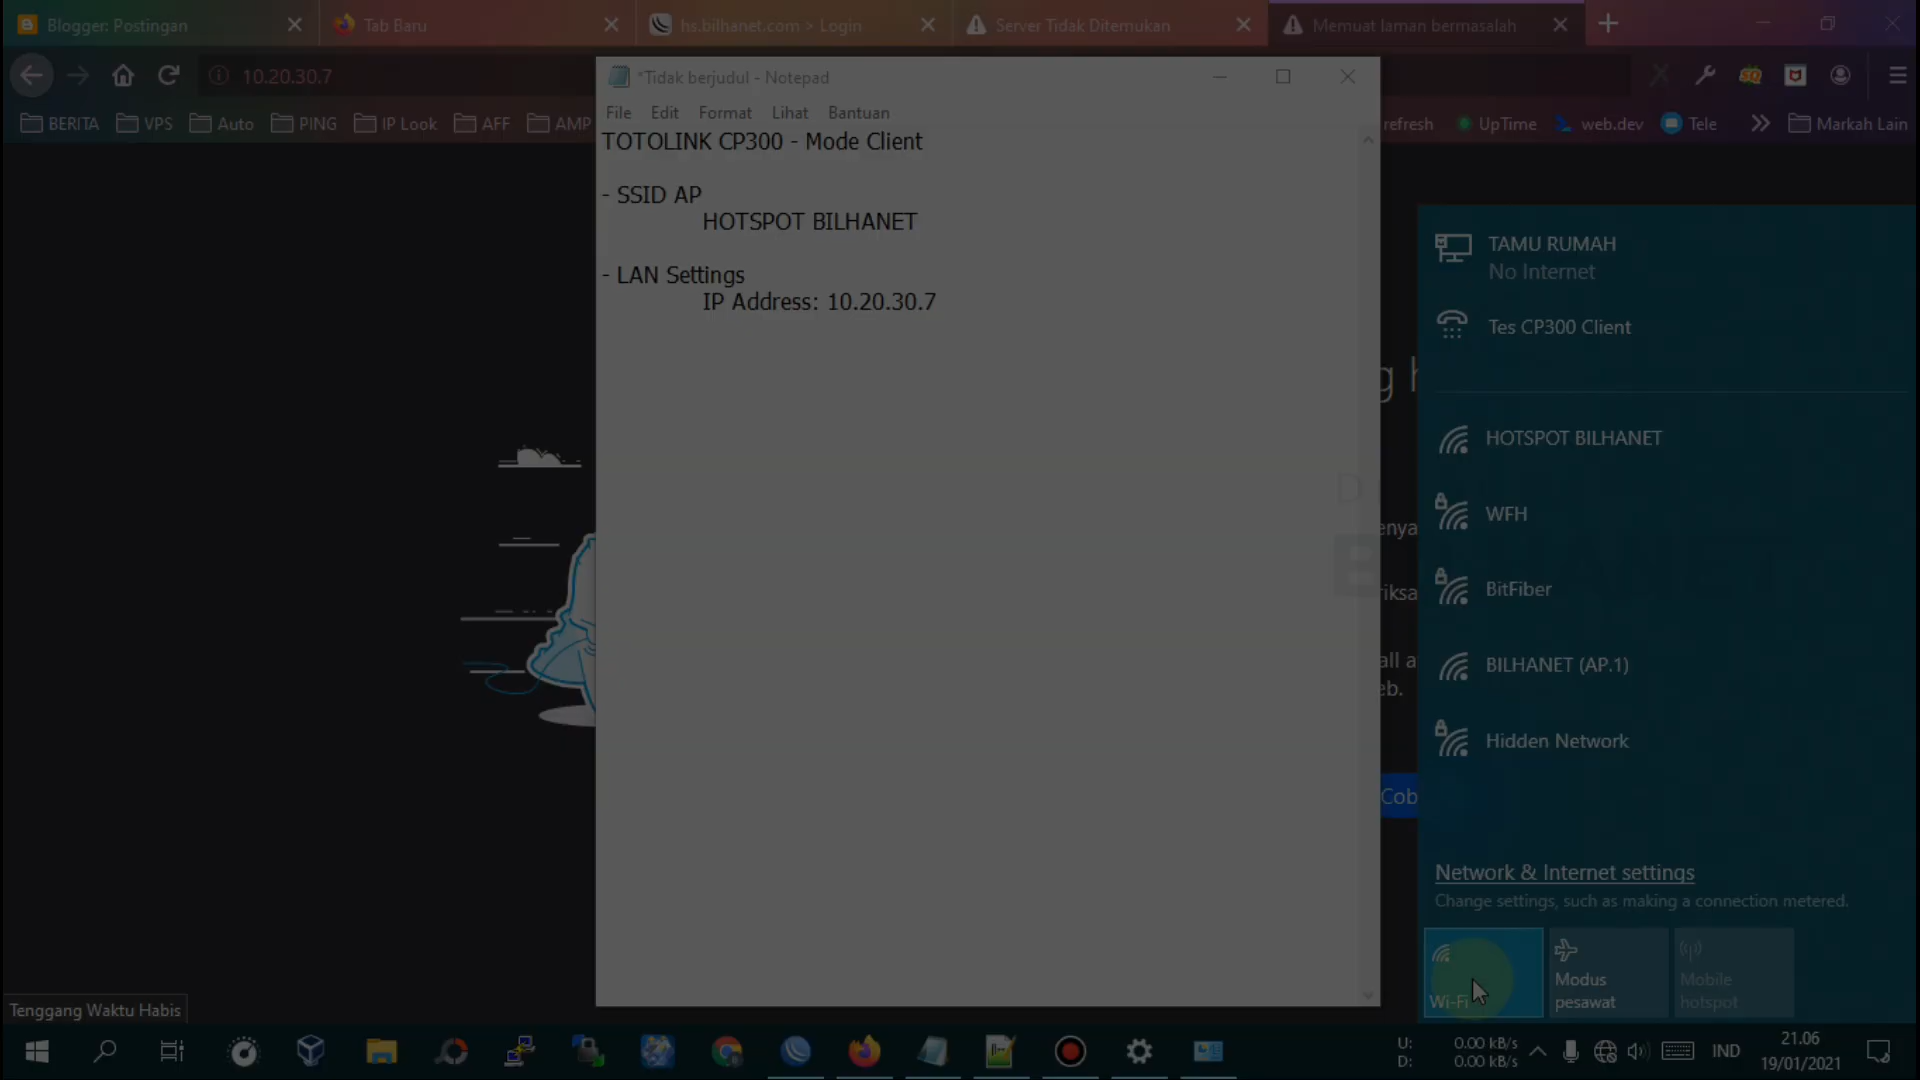 Blogger: Postingan
Tab Baru
hs.bilhanet.com > Login
Server Tidak Ditemukan
Memuat laman bermasalah
10.20.30.7
BERITA
VPS
Auto
PING
IP Look
AFF
AMP
refresh
UpTime
web.dev
Tele
Markah Lain
*Tidak berjudul - Notepad
File Edit Format Lihat Bantuan
TOTOLINK CP300 - Mode Client
- SSID AP
HOTSPOT BILHANET
- LAN Settings
IP Address: 10.20.30.7
g h
enya
riksa
all a
eb.
Cob
TAMU RUMAH
No Internet
Tes CP300 Client
HOTSPOT BILHANET
WFH
BitFiber
BILHANET (AP.1)
Hidden Network
Network & Internet settings
Change settings, such as making a connection metered.
Wi-Fi
Modus
pesawat
Mobile
hotspot
Tenggang Waktu Habis
U: 0.00 kB/s
D: 0.00 kB/s
IND
21.06
19/01/2021